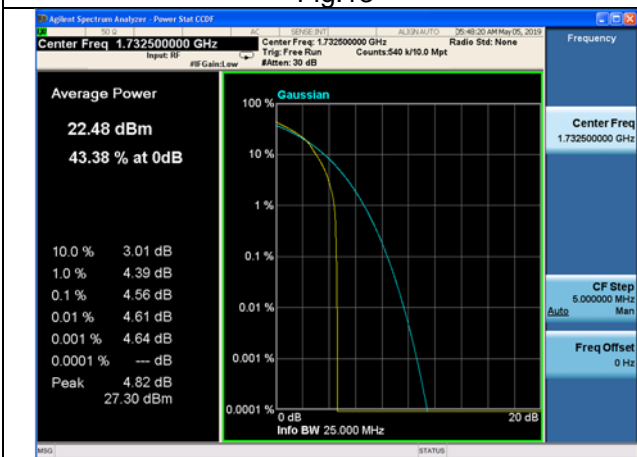 Agilent Spectrum Analyzer - Power Stat CCDF
50 Ω AC SENSE:INT ALIGN AUTO 05:48:20 AM May 05, 2019
Center Freq 1.732500000 GHz
Input: RF
#IFGain:Low
Center Freq: 1.732500000 GHz
Trig: Free Run Counts:540 k/10.0 Mpt
#Atten: 30 dB
Radio Std: None
Frequency
Average Power
22.48 dBm
43.38 % at 0dB
10.0 % 3.01 dB
1.0 % 4.39 dB
0.1 % 4.56 dB
0.01 % 4.61 dB
0.001 % 4.64 dB
0.0001 % --- dB
Peak 4.82 dB
27.30 dBm
Gaussian
100 %
10 %
1 %
0.1 %
0.01 %
0.001 %
0.0001 %
0 dB 20 dB
Info BW 25.000 MHz
Center Freq
1.732500000 GHz
CF Step
5.000000 MHz
Auto Man
Freq Offset
0 Hz
MSG STATUS